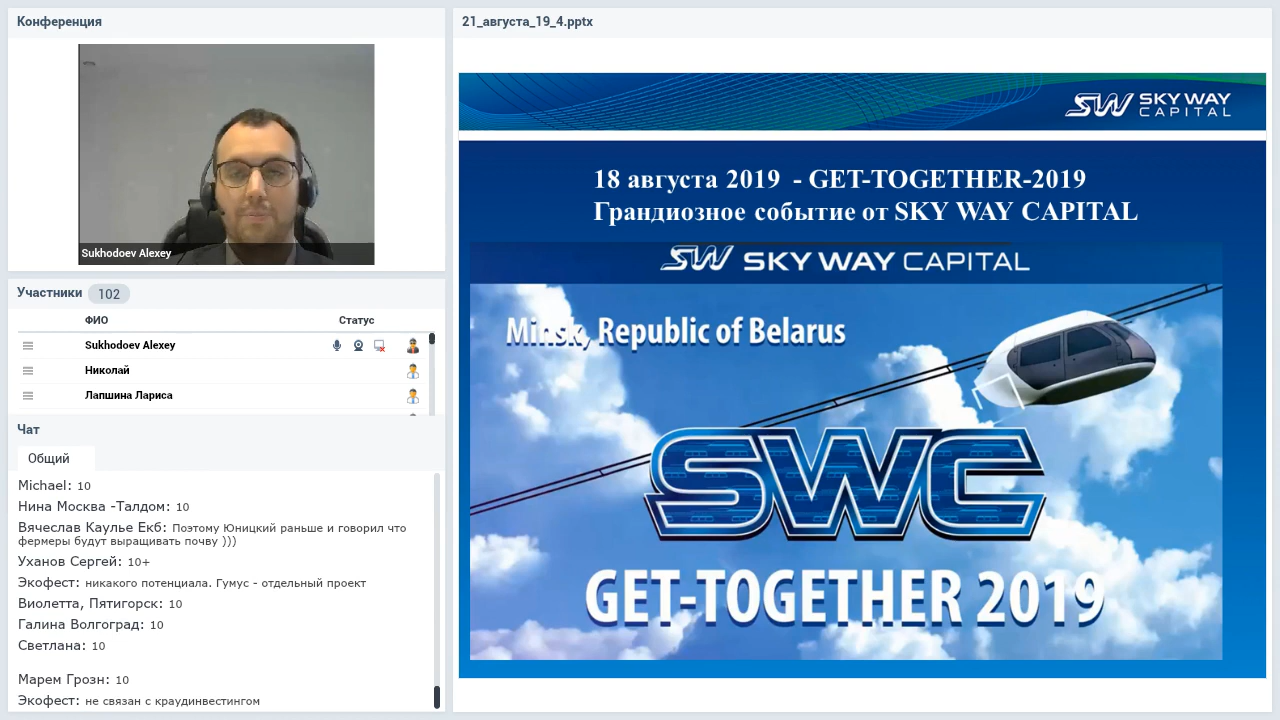 Конференция
Sukhodoev Alexey
Участники 102
ФИО Статус
Sukhodoev Alexey
Николай
Лапшина Лариса
Чат
Общий
Michael: 10
Нина Москва -Талдом: 10
Вячеслав Каулье Екб: Поэтому Юницкий раньше и говорил что
фермеры будут выращивать почву )))
Уханов Сергей: 10+
Экофест: никакого потенциала. Гумус - отдельный проект
Виолетта, Пятигорск: 10
Галина Волгоград: 10
Светлана: 10
Марем Грозн: 10
Экофест: не связан с краудинвестингом
21_августа_19_4.pptx
SW SKY WAY
CAPITAL
18 августа 2019 - GET-TOGETHER-2019
Грандиозное событие от SKY WAY CAPITAL
SW SKY WAY CAPITAL
Minsk, Republic of Belarus
SWC
GET-TOGETHER 2019